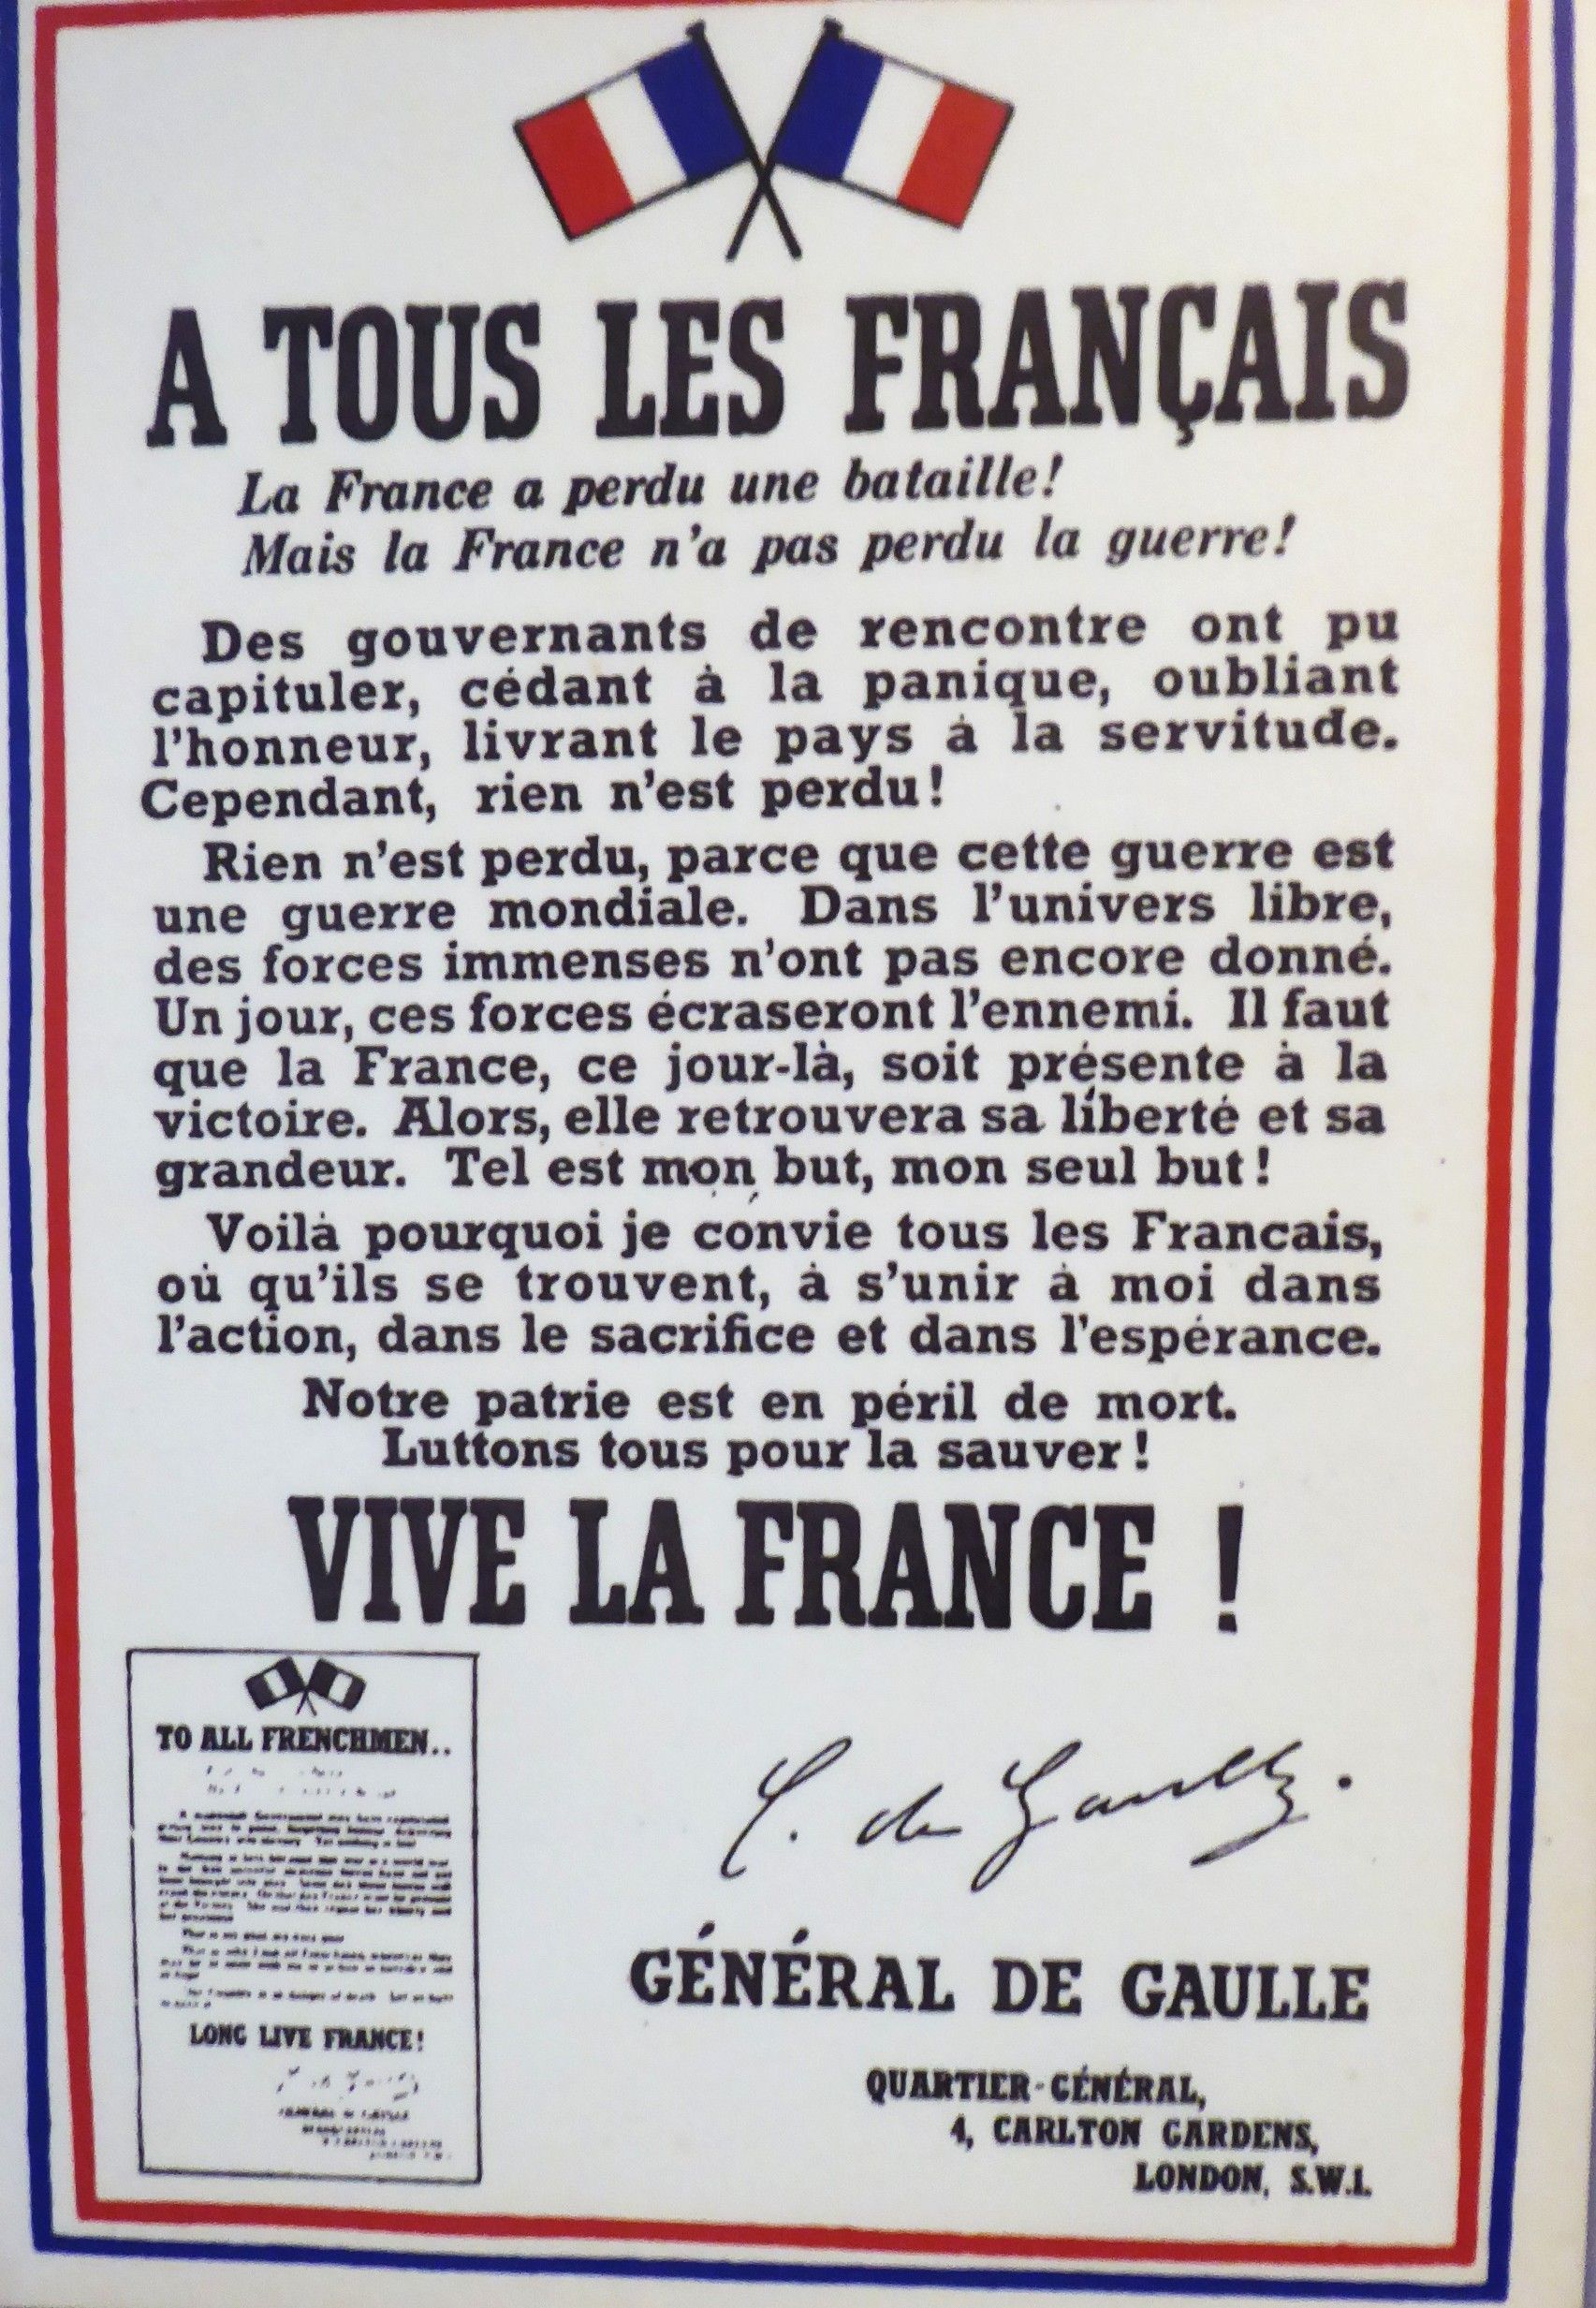 A TOUS LES FRANÇAIS
La France a perdu une bataille!
Mais la France n'a pas perdu la guerre!
Des gouvernants de rencontre ont pu
capituler, cédant à la panique, oubliant
l'honneur, livrant le pays à la servitude.
Cependant, rien n'est perdu!
Rien n'est perdu, parce que cette guerre est
une guerre mondiale. Dans l'univers libre,
des forces immenses n'ont pas encore donné.
Un jour, ces forces écraseront l'ennemi. Il faut
que la France, ce jour-là, soit présente à la
victoire. Alors, elle retrouvera sa liberté et sa
grandeur. Tel est mon but, mon seul but!
Voilà pourquoi je convie tous les Francais,
où qu'ils se trouvent, à s'unir à moi dans
l'action, dans le sacrifice et dans l'espérance.
Notre patrie est en péril de mort.
Luttons tous pour la sauver!
VIVE LA FRANCE !
TO ALL FRENCHMEN..
LONG LIVE FRANCE!
C. de Gaulle.
GÉNÉRAL DE GAULLE
QUARTIER-GÉNÉRAL,
4, CARLTON GARDENS,
LONDON, S.W.1.